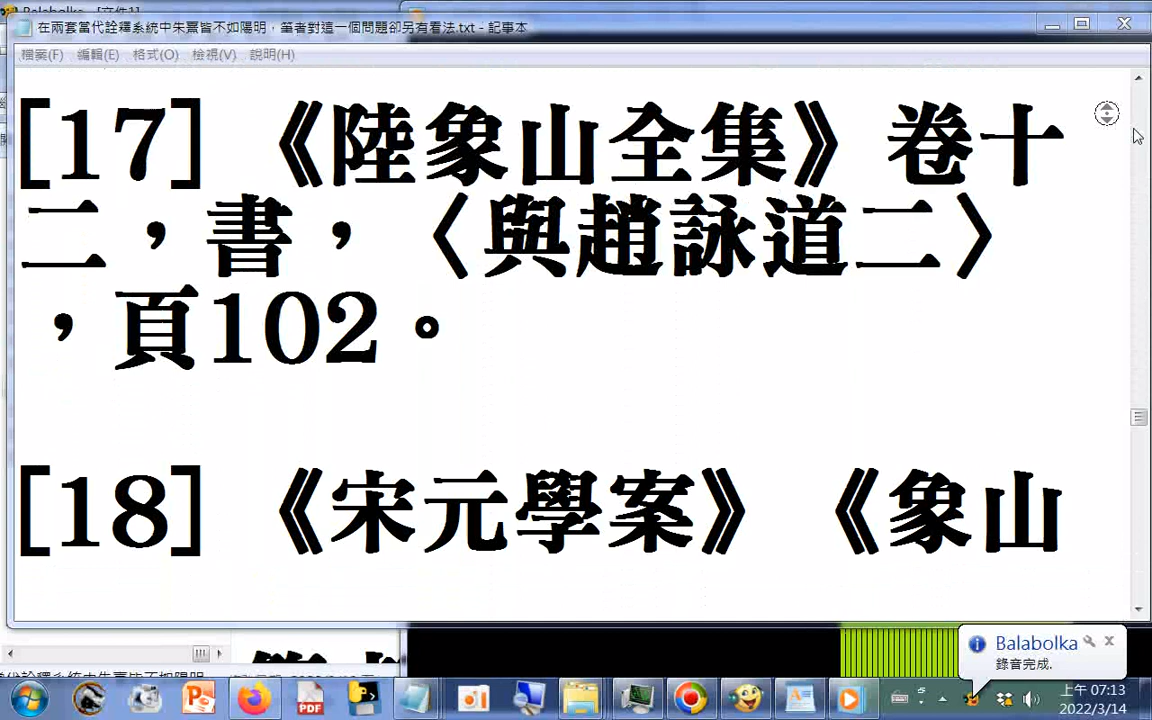 Balabolka - [文件1]
在兩套當代詮釋系統中朱熹皆不如陽明，筆者對這一個問題卻另有看法.txt - 記事本
檔案(F) 編輯(E) 格式(O) 檢視(V) 說明(H)
[17] 《陸象山全集》卷十
二，書，〈與趙詠道二〉
，頁102。
[18] 《宋元學案》《象山
Balabolka
錄音完成.
上午 07:13
2022/3/14